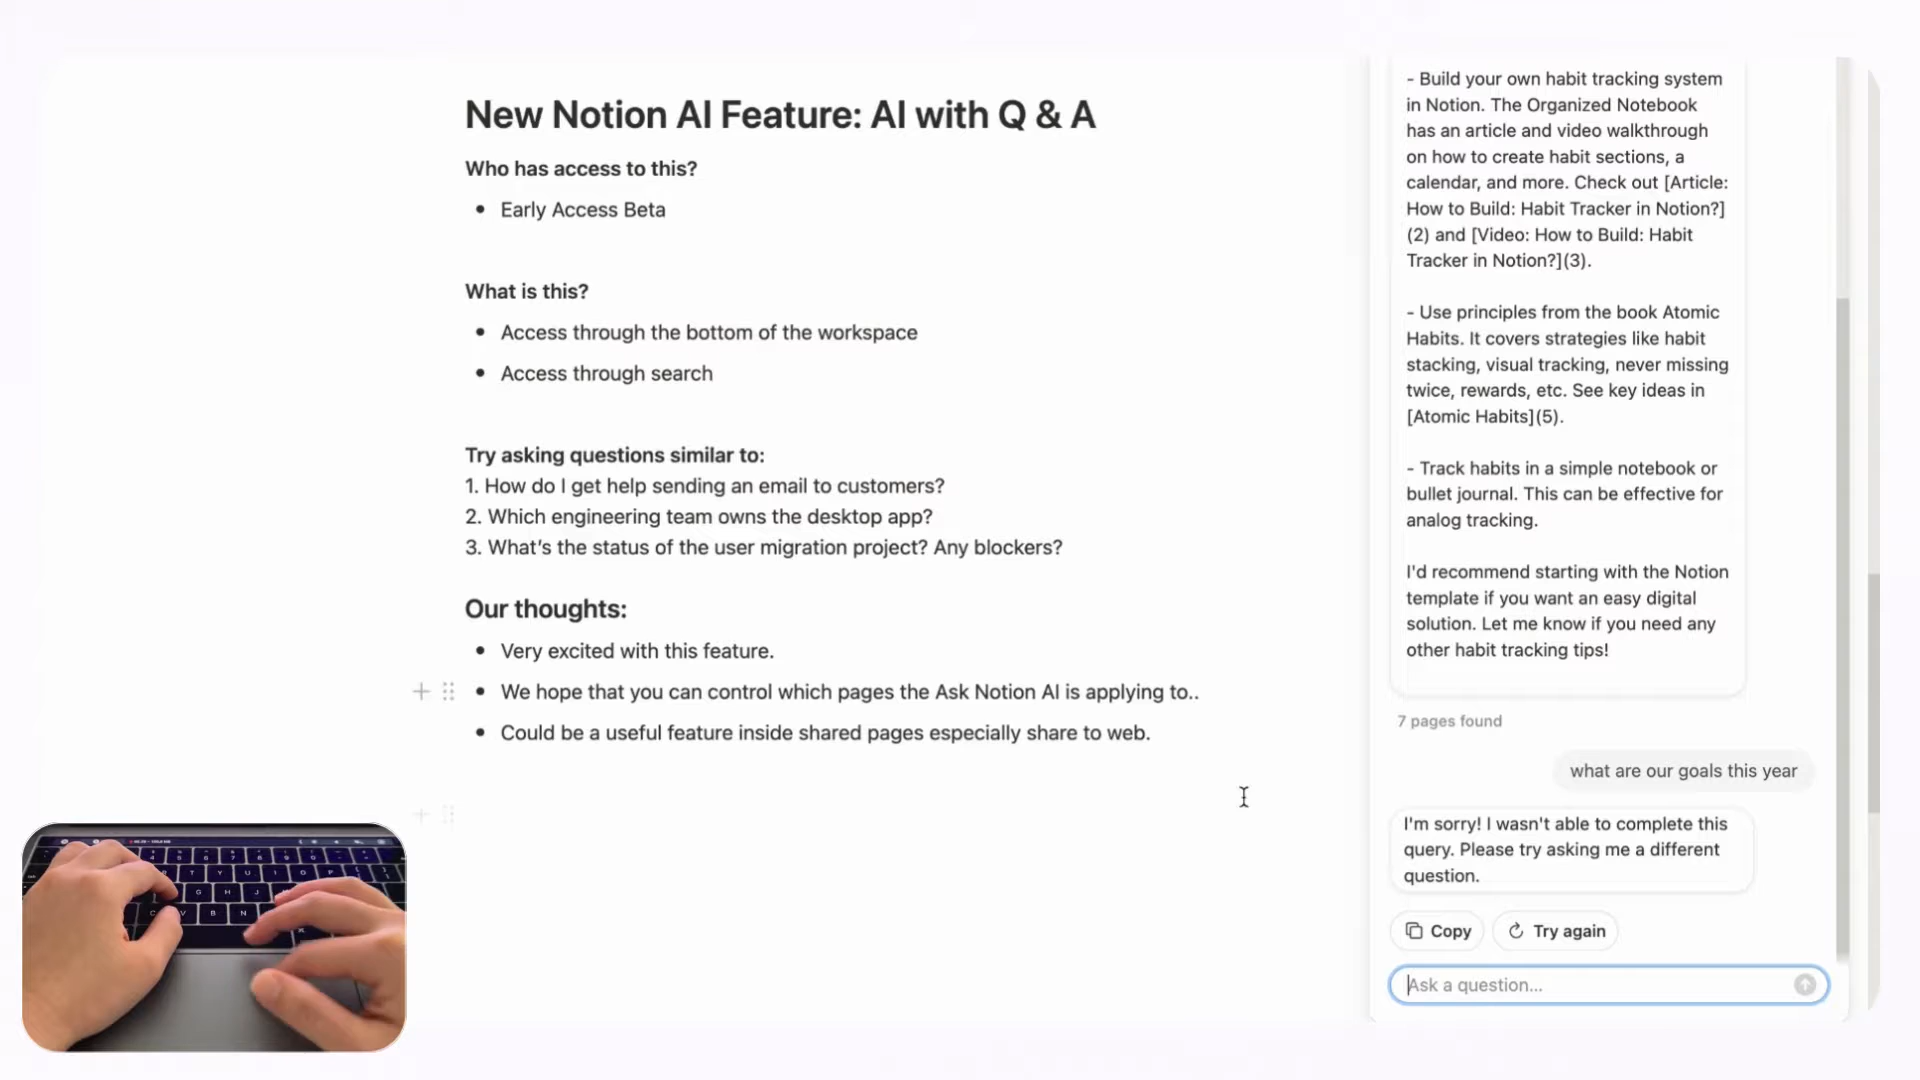 New Notion AI Feature: AI with Q & A
Who has access to this?
• Early Access Beta
What is this?
• Access through the bottom of the workspace
• Access through search
Try asking questions similar to:
1. How do I get help sending an email to customers?
2. Which engineering team owns the desktop app?
3. What's the status of the user migration project? Any blockers?
Our thoughts:
• Very excited with this feature.
• We hope that you can control which pages the Ask Notion AI is applying to..
• Could be a useful feature inside shared pages especially share to web.
- Build your own habit tracking system
in Notion. The Organized Notebook
has an article and video walkthrough
on how to create habit sections, a
calendar, and more. Check out [Article:
How to Build: Habit Tracker in Notion?]
(2) and [Video: How to Build: Habit
Tracker in Notion?](3).
- Use principles from the book Atomic
Habits. It covers strategies like habit
stacking, visual tracking, never missing
twice, rewards, etc. See key ideas in
[Atomic Habits](5).
- Track habits in a simple notebook or
bullet journal. This can be effective for
analog tracking.
I'd recommend starting with the Notion
template if you want an easy digital
solution. Let me know if you need any
other habit tracking tips!
7 pages found
what are our goals this year
I'm sorry! I wasn't able to complete this
query. Please try asking me a different
question.
Copy
Try again
Ask a question...